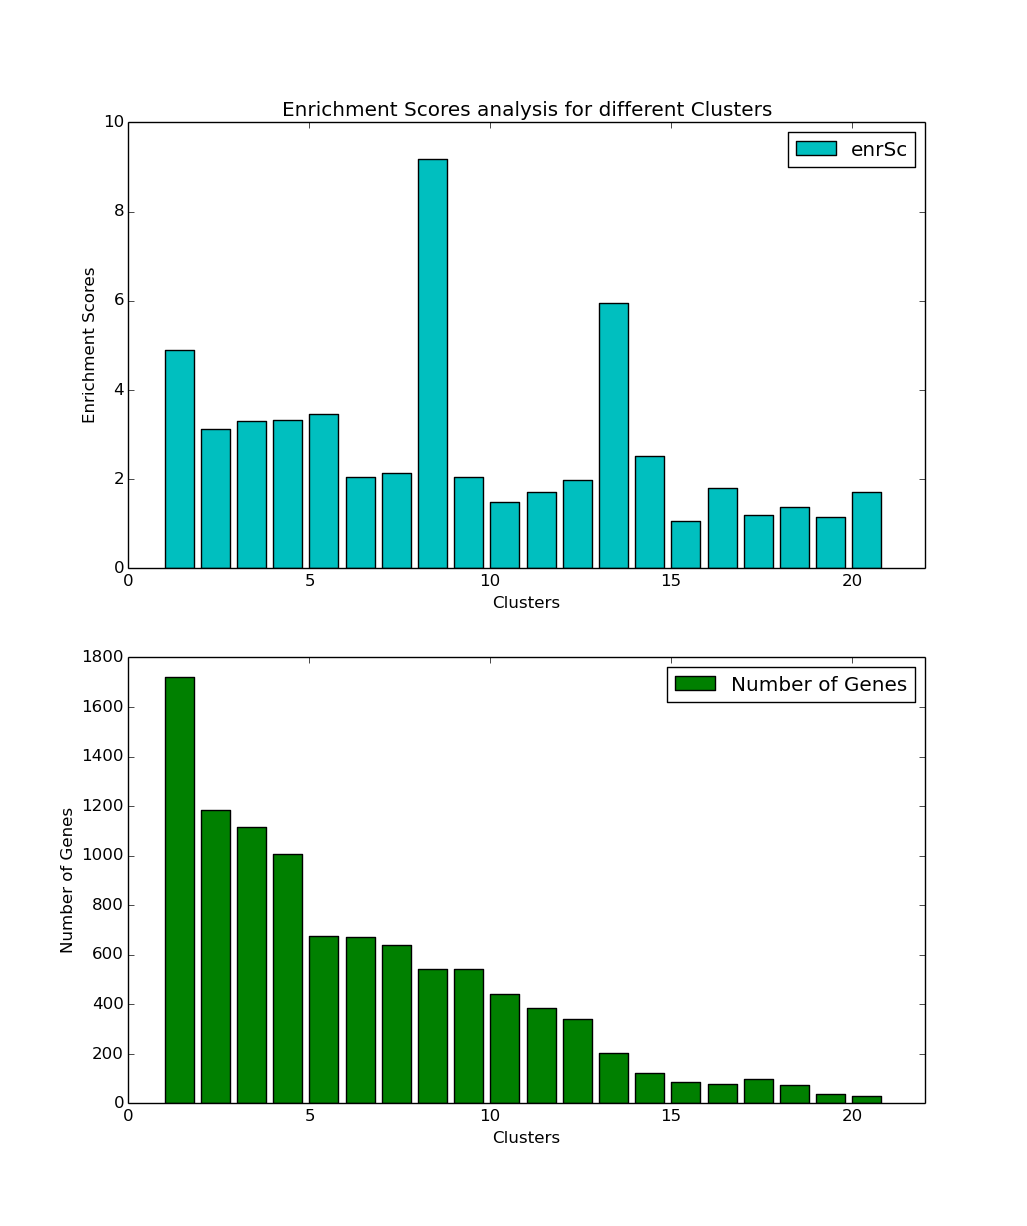 Enrichment Scores analysis for different Clusters
10
8
6
4
2
0
Enrichment Scores
enrSc
0 5 10 15 20
Clusters
1800
1600
1400
1200
1000
800
600
400
200
0
Number of Genes
Number of Genes
0 5 10 15 20
Clusters